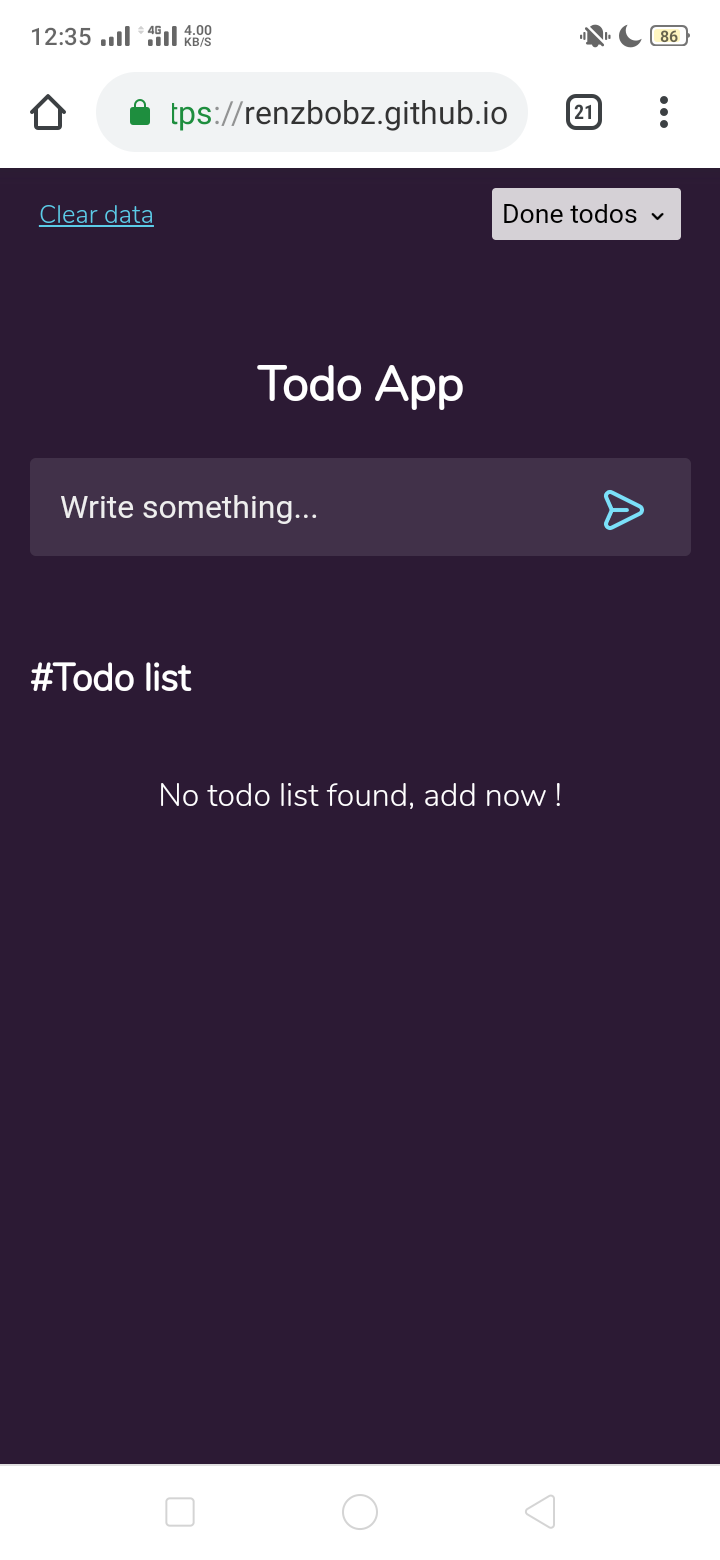 12:35 4G 4.00 KB/S 86
tps://renzbobz.github.io 21
Clear data Done todos
Todo App
Write something...
#Todo list
No todo list found, add now !